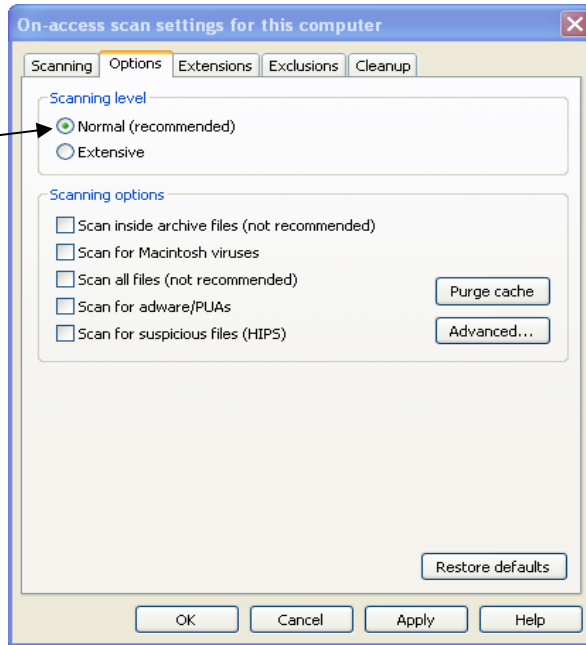 On-access scan settings for this computer
Scanning Options Extensions Exclusions Cleanup
Scanning level
Normal (recommended)
Extensive
Scanning options
Scan inside archive files (not recommended)
Scan for Macintosh viruses
Scan all files (not recommended)
Purge cache
Scan for adware/PUAs
Scan for suspicious files (HIPS)
Advanced...
Restore defaults
OK Cancel Apply Help